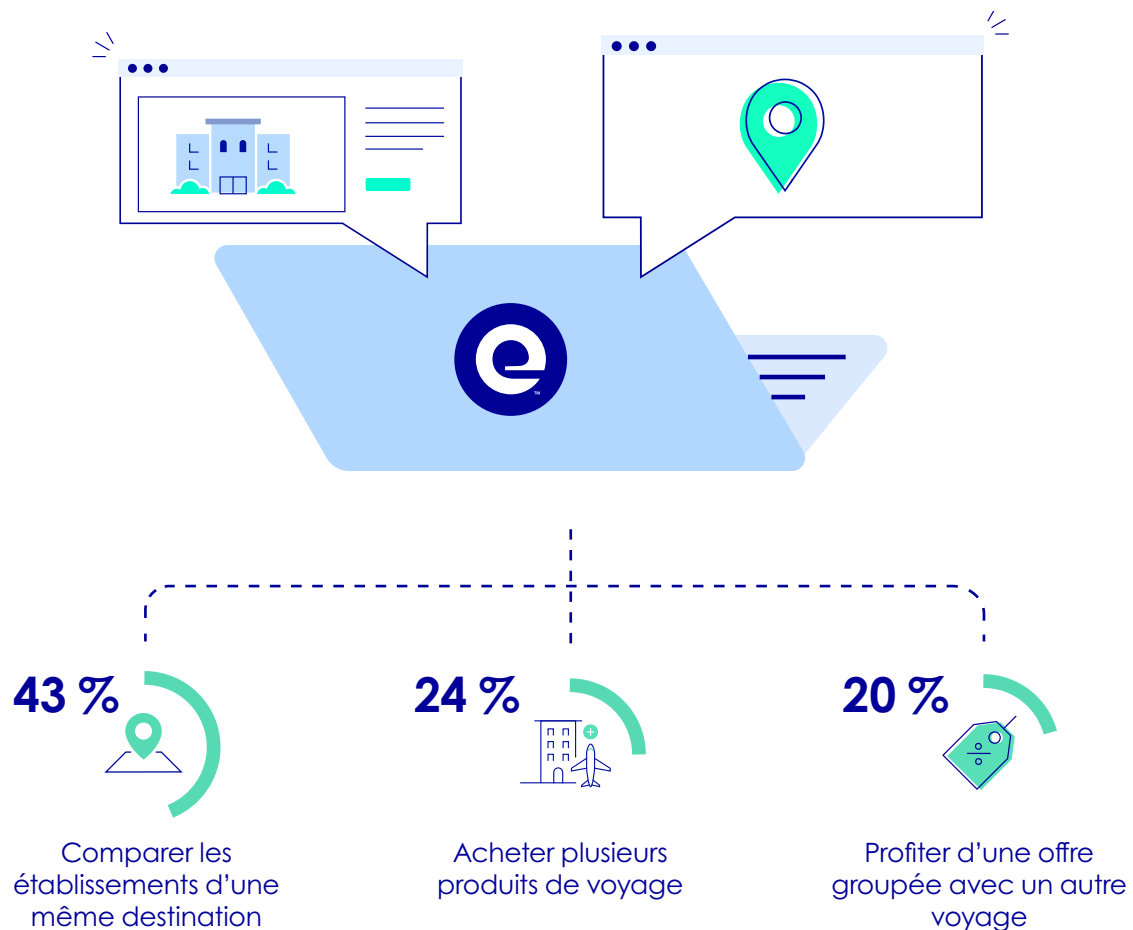 e
™
43 %
24 %
20 %
Comparer les
établissements d’une
même destination
Acheter plusieurs
produits de voyage
Profiter d’une offre
groupée avec un autre
voyage